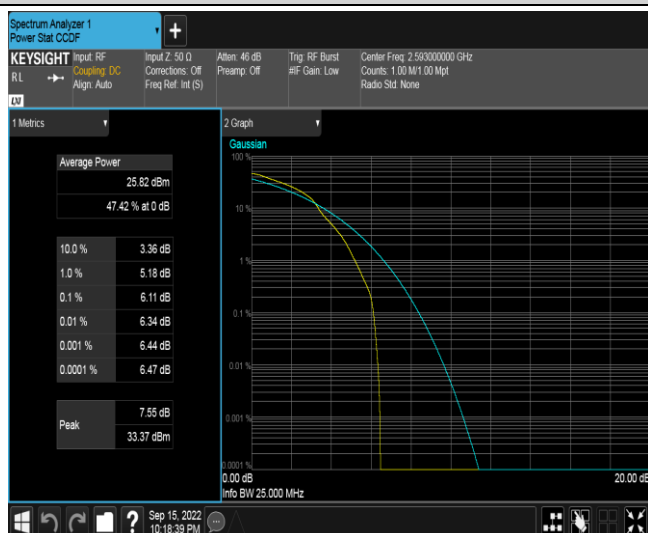 Spectrum Analyzer 1
Power Stat CCDF
KEYSIGHT
RL
LXI
Input: RF
Coupling: DC
Align: Auto
Input Z: 50 Ω
Corrections: Off
Freq Ref: Int (S)
Atten: 46 dB
Preamp: Off
Trig: RF Burst
#IF Gain: Low
Center Freq: 2.593000000 GHz
Counts: 1.00 M/1.00 Mpt
Radio Std: None
1 Metrics
Average Power
25.82 dBm
47.42 % at 0 dB
10.0 % 3.36 dB
1.0 % 5.18 dB
0.1 % 6.11 dB
0.01 % 6.34 dB
0.001 % 6.44 dB
0.0001 % 6.47 dB
Peak
7.55 dB
33.37 dBm
2 Graph
Gaussian
100 %
10 %
1 %
0.1 %
0.01 %
0.001 %
0.0001 %
0.00 dB
20.00 dB
Info BW 25.000 MHz
?
Sep 15, 2022
10:18:39 PM